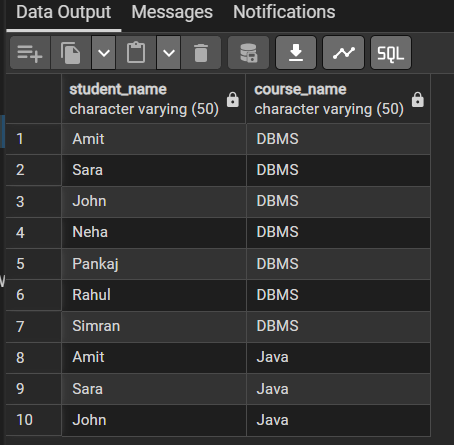 Data Output Messages Notifications
SQL
student_name course_name
character varying (50) character varying (50)
1 Amit DBMS
2 Sara DBMS
3 John DBMS
4 Neha DBMS
5 Pankaj DBMS
6 Rahul DBMS
7 Simran DBMS
8 Amit Java
9 Sara Java
10 John Java